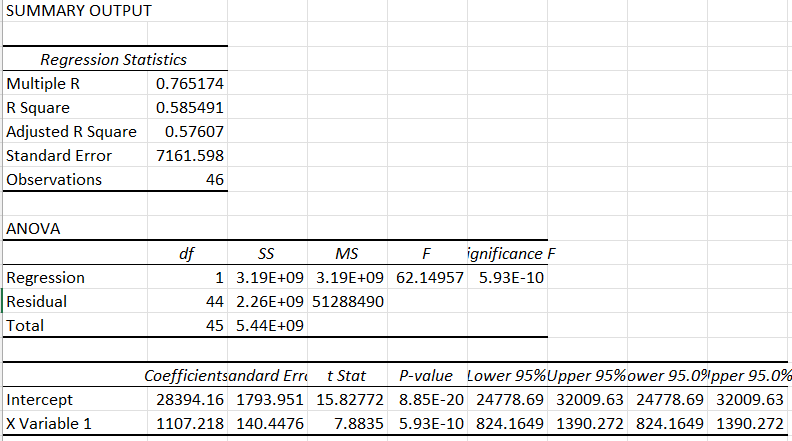 SUMMARY OUTPUT
Regression Statistics
Multiple R 0.765174
R Square 0.585491
Adjusted R Square 0.57607
Standard Error 7161.598
Observations 46
ANOVA
df SS MS F ignificance F
Regression 1 3.19E+09 3.19E+09 62.14957 5.93E-10
Residual 44 2.26E+09 51288490
Total 45 5.44E+09
Coefficients andard Erro t Stat P-value Lower 95% Upper 95% ower 95.0% Upper 95.0%
Intercept 28394.16 1793.951 15.82772 8.85E-20 24778.69 32009.63 24778.69 32009.63
X Variable 1 1107.218 140.4476 7.8835 5.93E-10 824.1649 1390.272 824.1649 1390.272